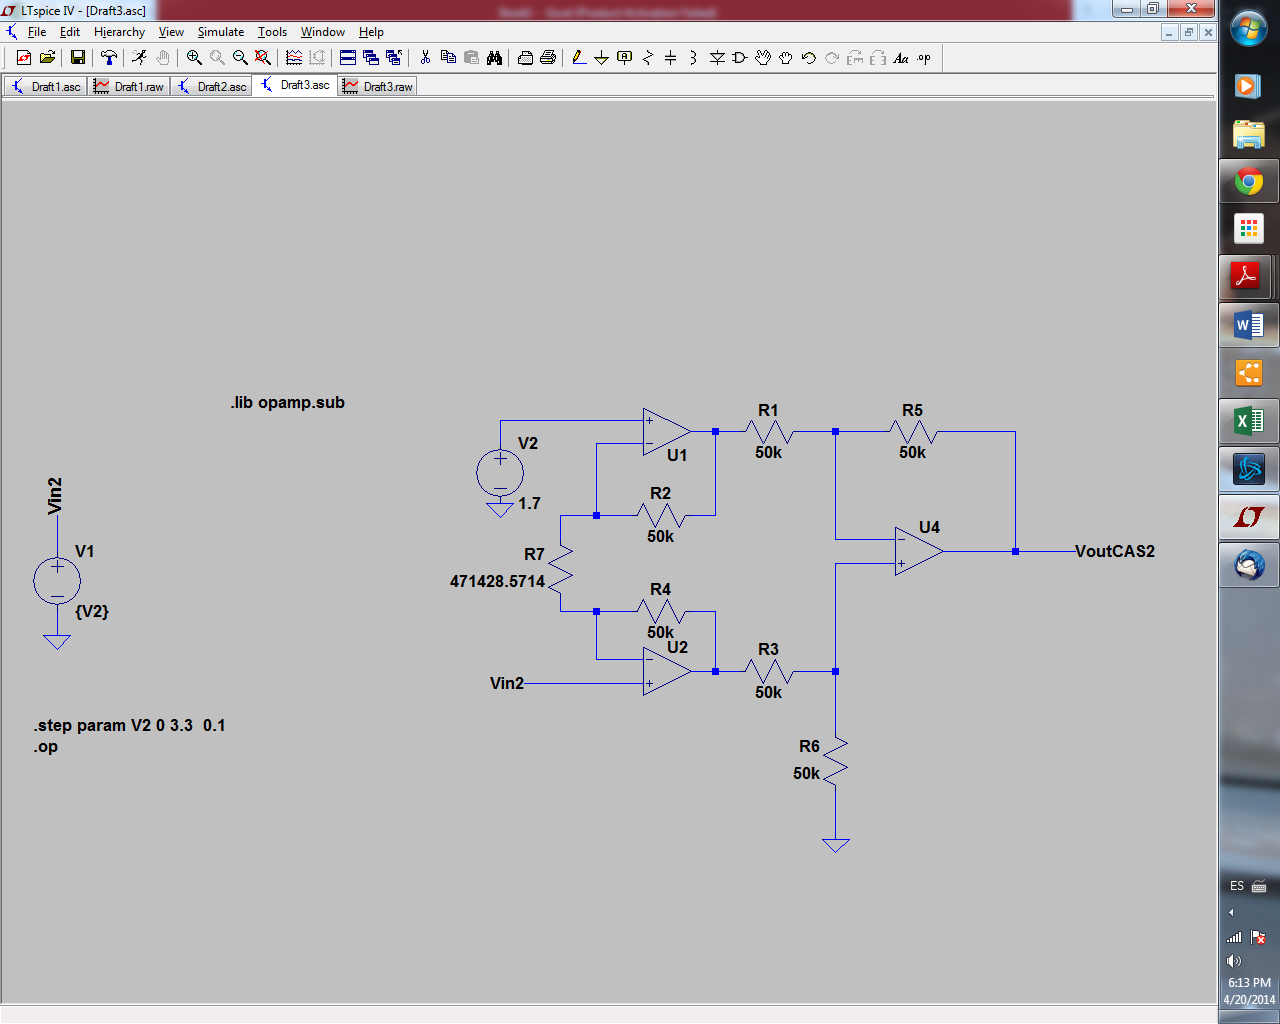 LTspice IV - [Draft3.asc]
File Edit Hierarchy View Simulate Tools Window Help
Draft1.asc Draft1.raw Draft2.asc Draft3.asc Draft3.raw
.lib opamp.sub
Vin2
V1
{V2}
.step param V2 0 3.3 0.1
.op
V2
1.7
U1
R1
50k
R5
50k
R2
50k
R7
471428.5714
R4
50k
U2
Vin2
R3
50k
U4
VoutCAS2
R6
50k
ES
6:13 PM
4/20/2014